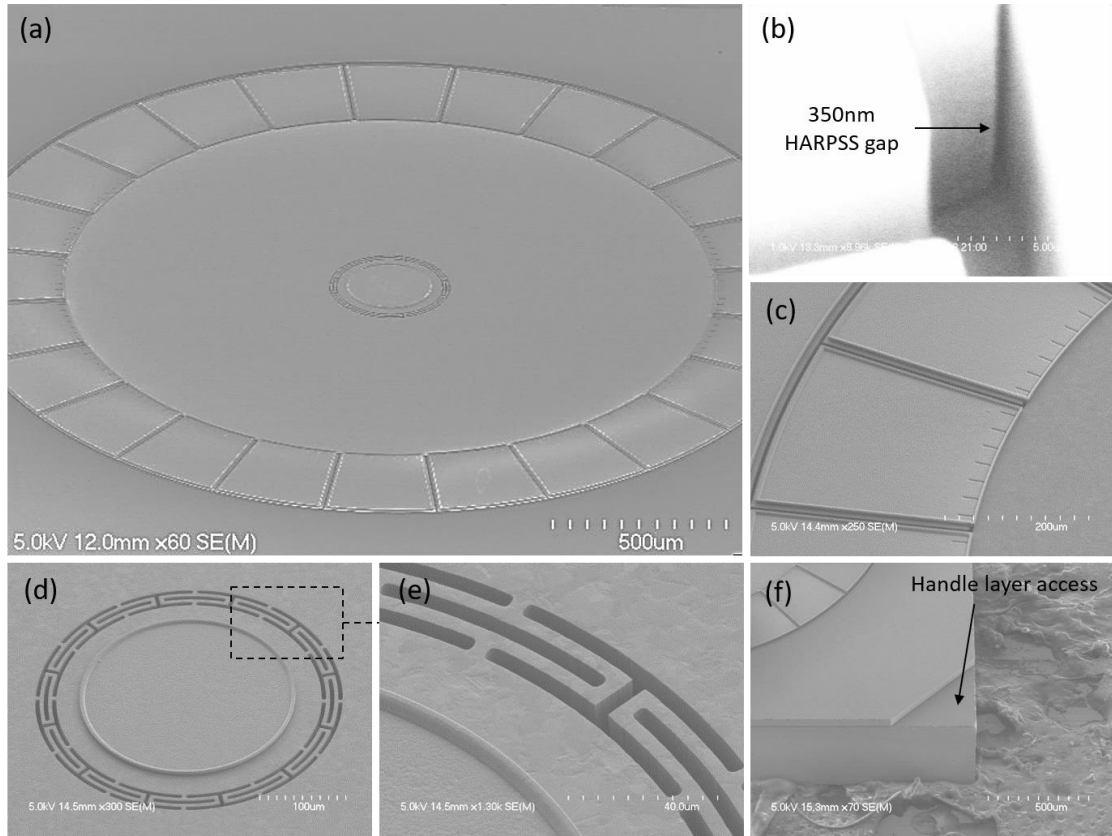 (a)
5.0kV 12.0mm x60 SE(M)
500um
(b)
350nm
HARPSS gap
5.00u
(c)
5.0kV 14.4mm x250 SE(M)
200um
(d)
5.0kV 14.5mm x300 SE(M)
100um
(e)
5.0kV 14.5mm x1.30k SE(M)
40.0um
(f)
Handle layer access
5.0kV 15.3mm x70 SE(M)
500um